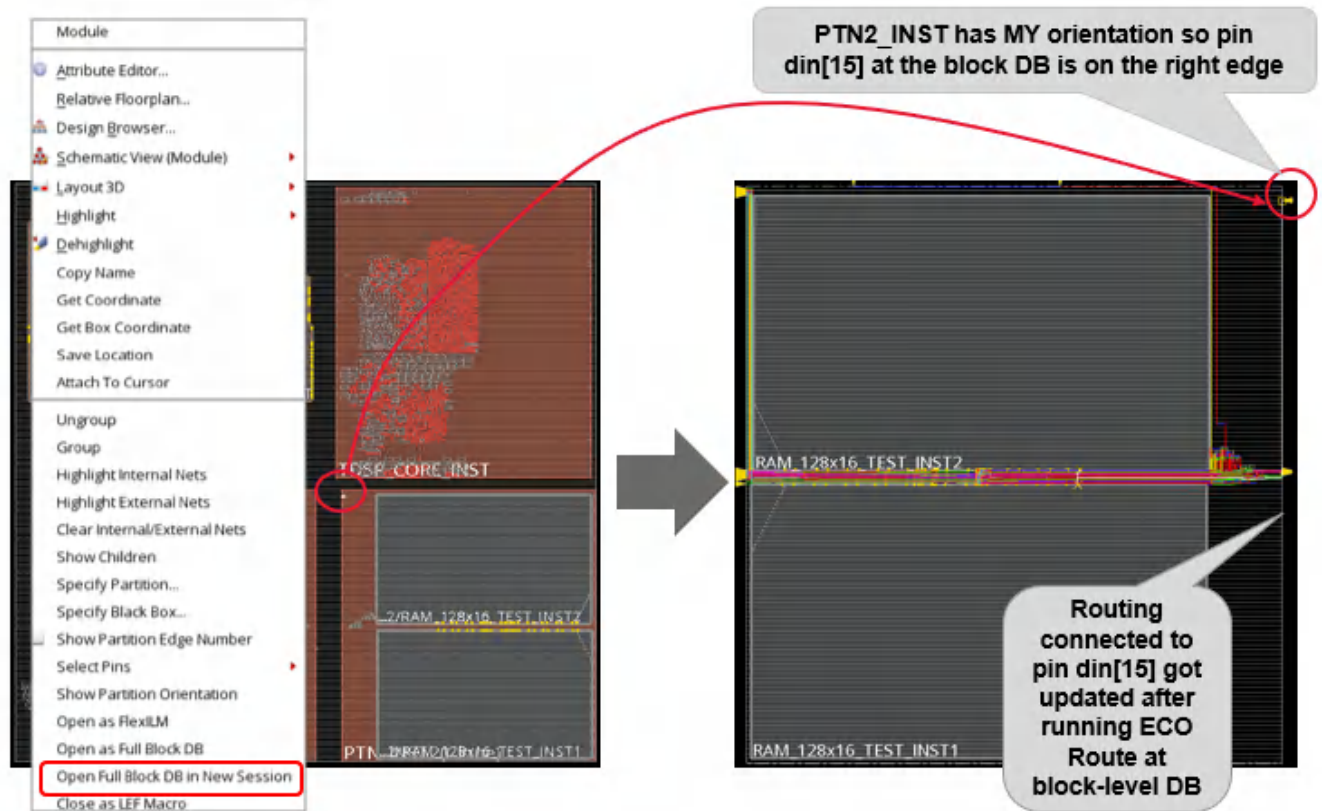 Module
Attribute Editor...
Relative Floorplan...
Design Browser...
Schematic View (Module)
Layout 3D
Highlight
Dehighlight
Copy Name
Get Coordinate
Get Box Coordinate
Save Location
Attach To Cursor
Ungroup
Group
Highlight Internal Nets
Highlight External Nets
Clear Internal/External Nets
Show Children
Specify Partition...
Specify Black Box...
Show Partition Edge Number
Select Pins
Show Partition Orientation
Open as FlexILM
Open as Full Block DB
Open Full Block DB in New Session
Close as LEF Macro
TDSP_CORE_INST
...2/RAM_128x16_TEST_INST2
PTN2_INST has MY orientation so pin
din[15] at the block DB is on the right edge
RAM_128x16_TEST_INST2
RAM_128x16_TEST_INST1
Routing
connected to
pin din[15] got
updated after
running ECO
Route at
block-level DB